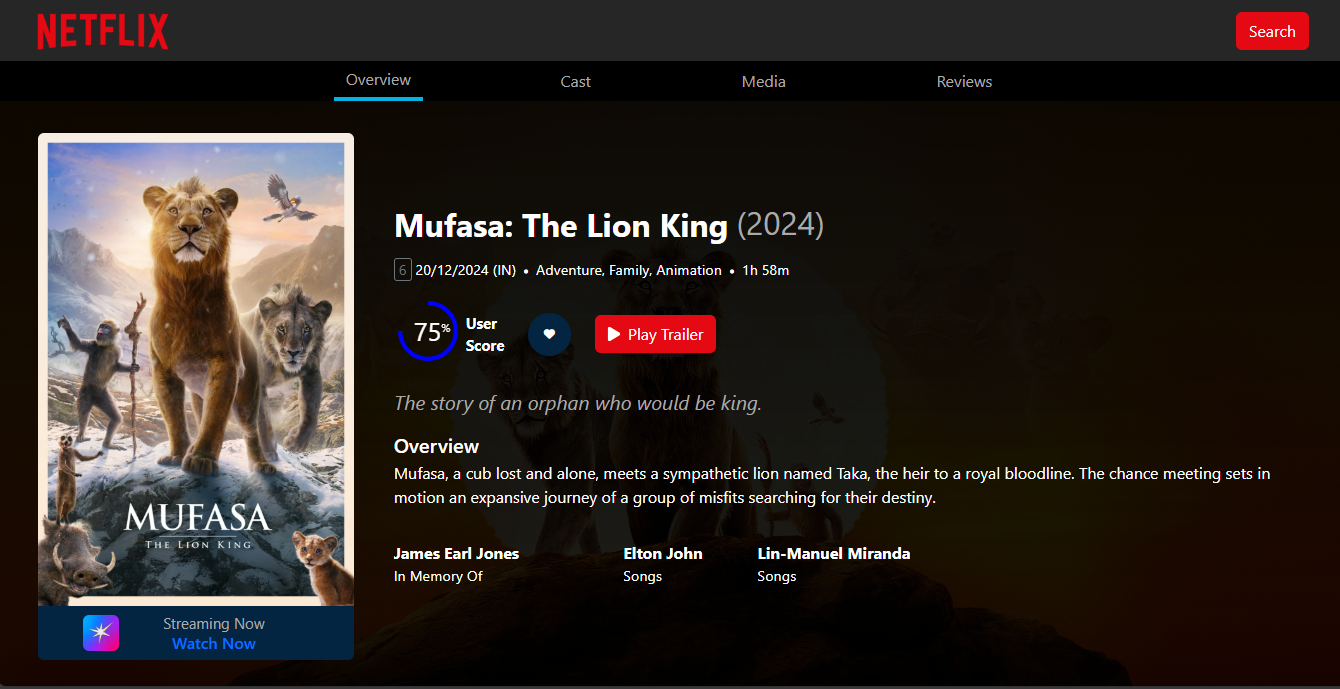 NETFLIX
Search
Overview
Cast
Media
Reviews
MUFASA
THE LION KING
Streaming Now
Watch Now
Mufasa: The Lion King (2024)
6 20/12/2024 (IN) • Adventure, Family, Animation • 1h 58m
75% User
Score
Play Trailer
The story of an orphan who would be king.
Overview
Mufasa, a cub lost and alone, meets a sympathetic lion named Taka, the heir to a royal bloodline. The chance meeting sets in
motion an expansive journey of a group of misfits searching for their destiny.
James Earl Jones
In Memory Of
Elton John
Songs
Lin-Manuel Miranda
Songs